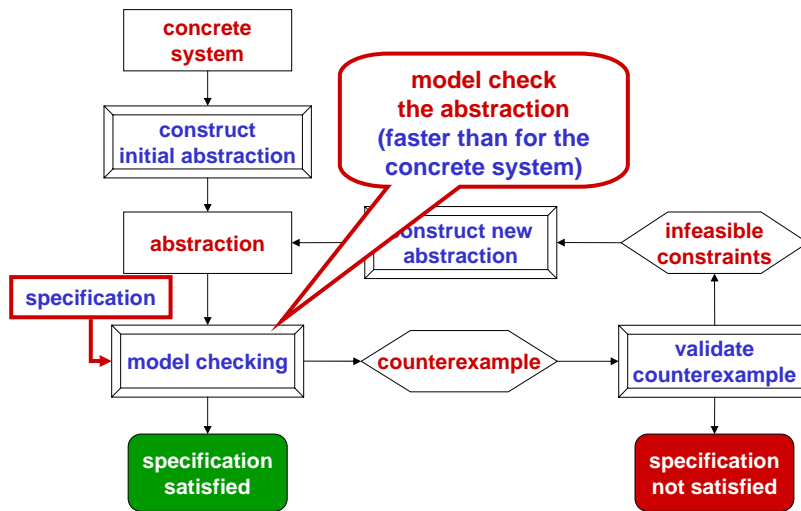 concrete
system
model check
the abstraction
(faster than for the
concrete system)
construct
initial abstraction
abstraction
construct new
abstraction
infeasible
constraints
specification
model checking
counterexample
validate
counterexample
specification
satisfied
specification
not satisfied